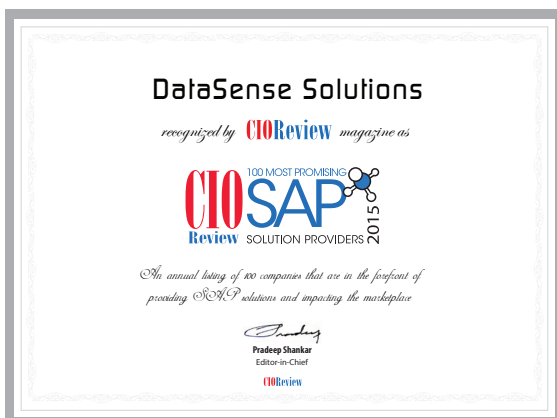 DataSense Solutions
recognized by CIOReview magazine as
100 MOST PROMISING
CIO SAP 2015
Review SOLUTION PROVIDERS
An annual listing of 100 companies that are in the forefront of
providing SAP solutions and impacting the marketplace
Pradeep
Pradeep Shankar
Editor-in-Chief
CIOReview